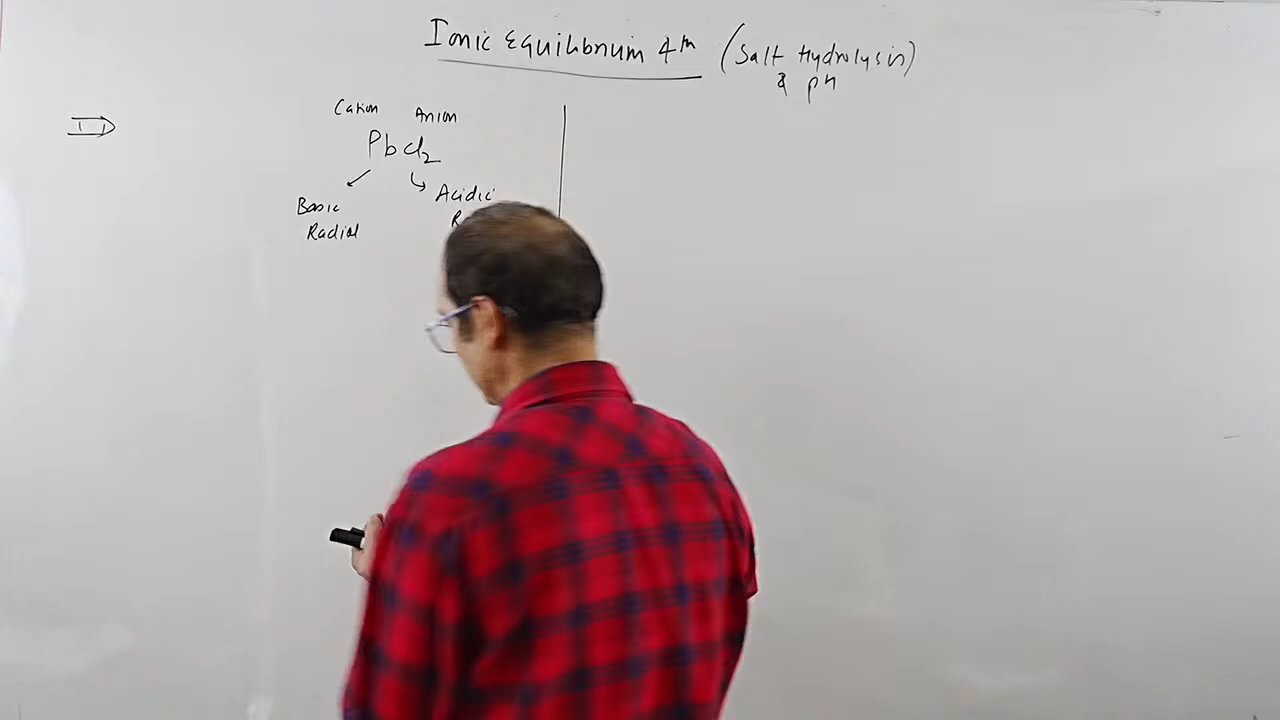 Ionic Equilibrium 4th (Salt Hydrolysis)
& pH
Cation Anion
PbCl2
Basic
Radial
Acidic
R